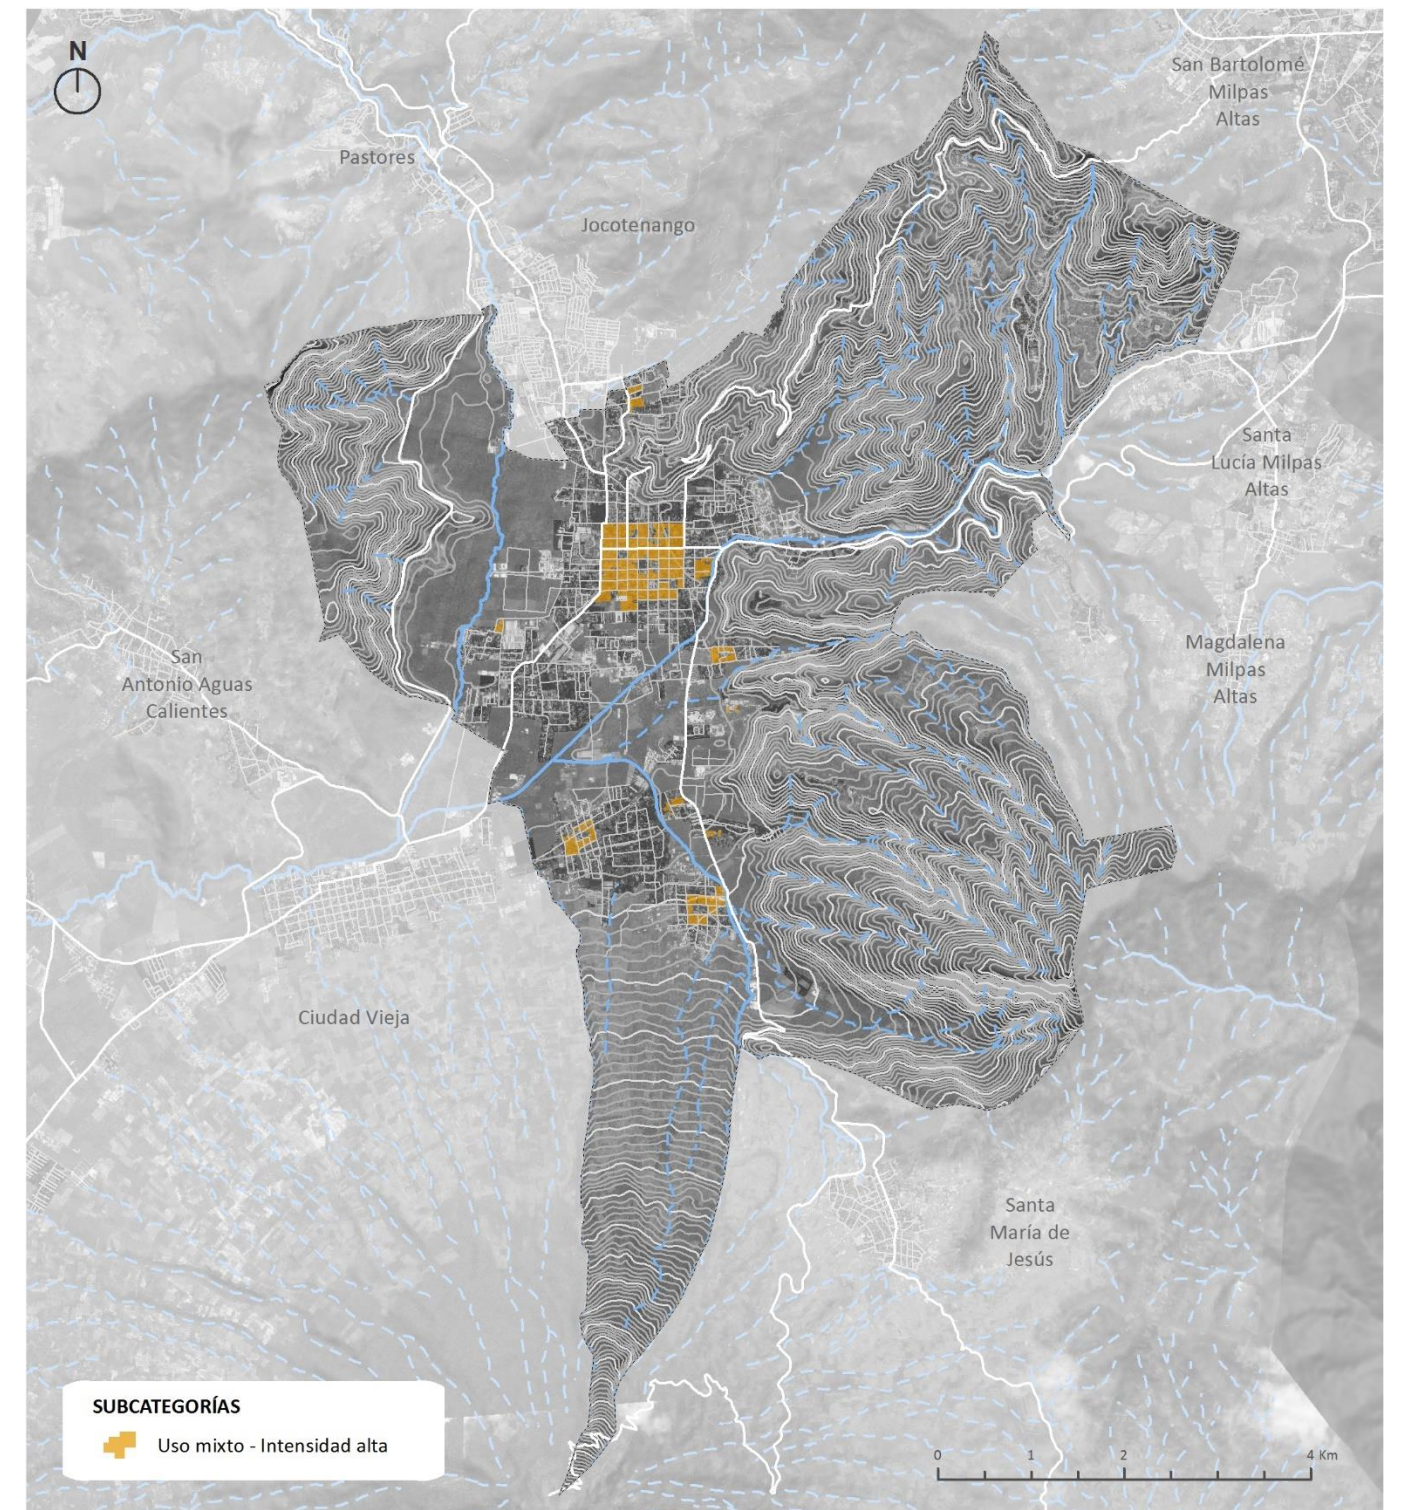 N
San Bartolomé
Milpas
Altas
Pastores
Jocotenango
Santa
Lucía Milpas
Altas
San
Antonio Aguas
Calientes
Magdalena
Milpas
Altas
Ciudad Vieja
Santa
María de
Jesús
SUBCATEGORÍAS
Uso mixto - Intensidad alta
0 1 2 4 Km